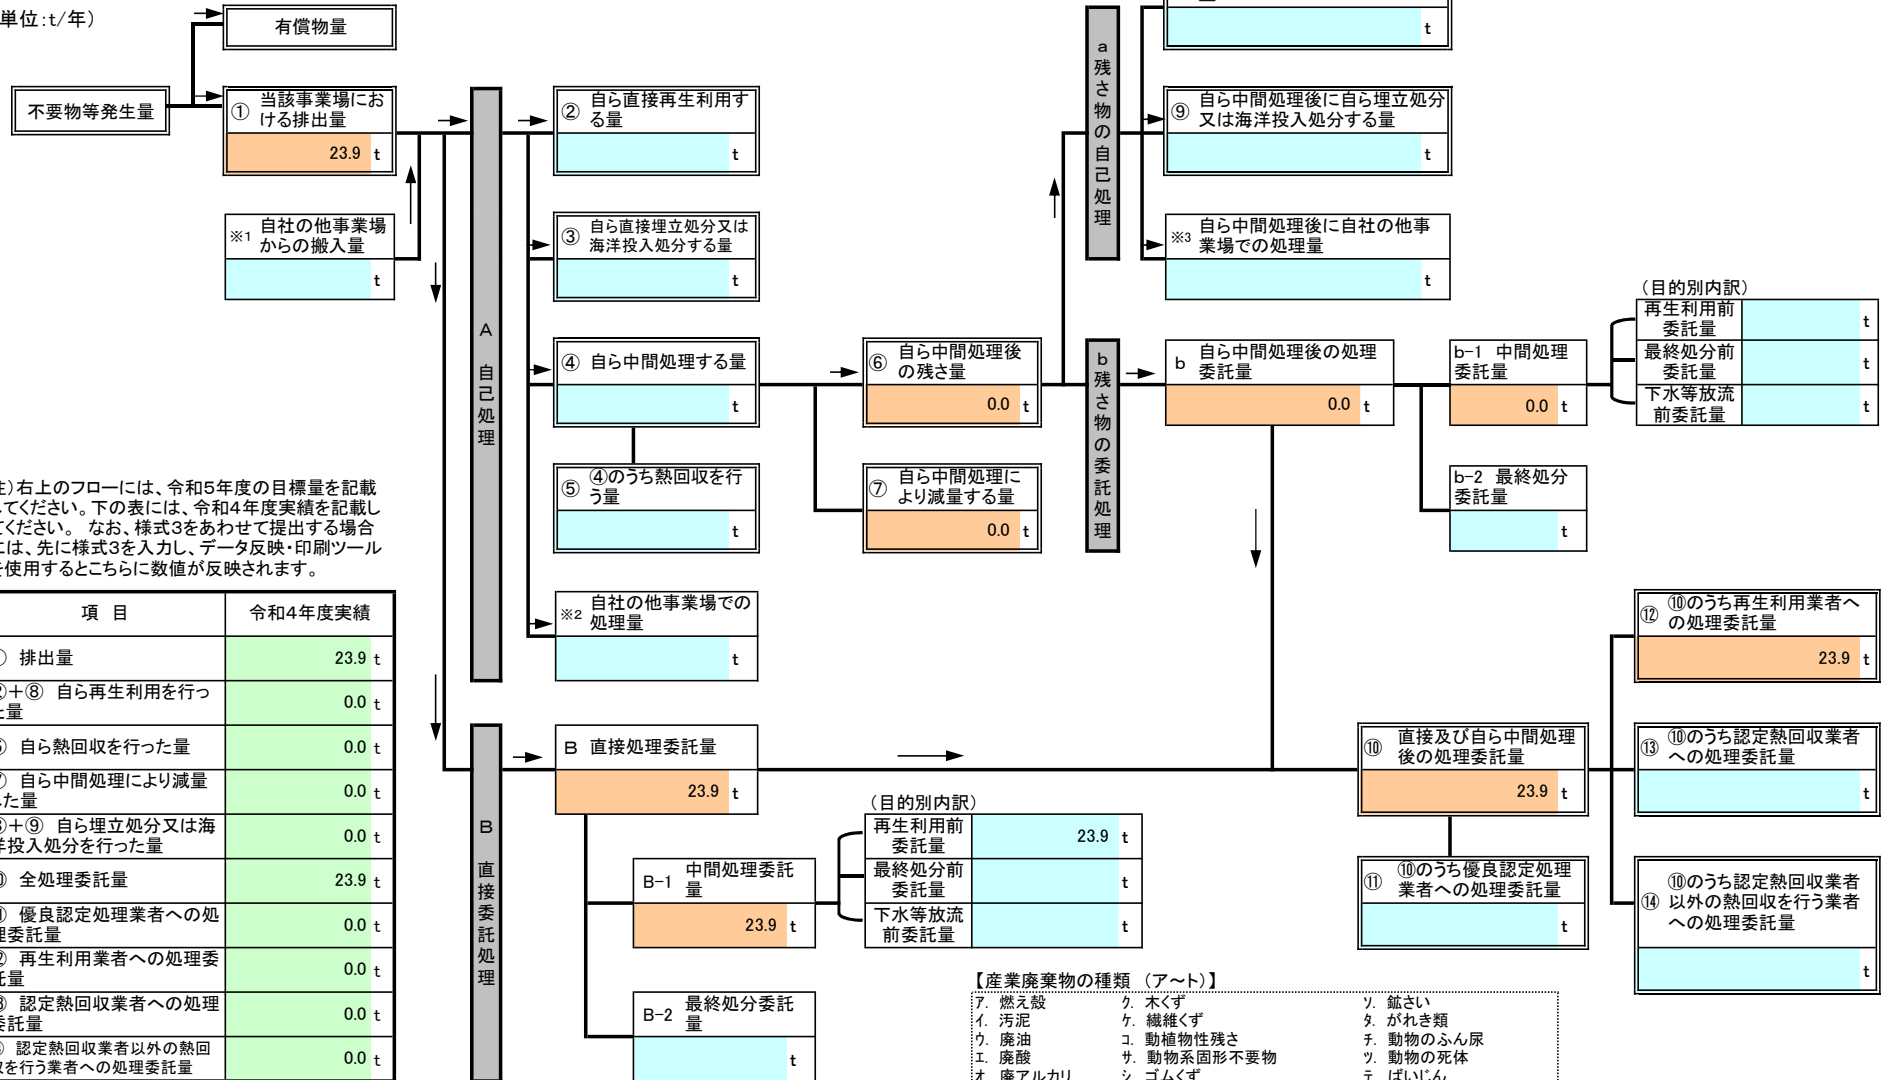 単位:t/年)
有償物量
不要物等発生量
① 当該事業場にお
ける排出量
23.9 t
※1 自社の他事業場
からの搬入量
t
A 自己処理
② 自ら直接再生利用す
る量
t
③ 自ら直接埋立処分又は
海洋投入処分する量
t
④ 自ら中間処理する量
t
⑤ ④のうち熱回収を行
う量
t
※2 自社の他事業場での
処理量
t
⑥ 自ら中間処理後
の残さ量
0.0 t
⑦ 自ら中間処理に
より減量する量
0.0 t
a 残さ物の自己処理
t
⑨ 自ら中間処理後に自ら埋立処分
又は海洋投入処分する量
t
※3 自ら中間処理後に自社の他事
業場での処理量
t
b 残さ物の委託処理
b 自ら中間処理後の処理
委託量
0.0 t
b-1 中間処理
委託量
0.0 t
(目的別内訳)
再生利用前
委託量
t
最終処分前
委託量
t
下水等放流
前委託量
t
b-2 最終処分
委託量
t
)右上のフローには、令和5年度の目標量を記載
してください。下の表には、令和4年度実績を記載し
てください。 なお、様式3をあわせて提出する場合
には、先に様式3を入力し、データ反映・印刷ツール
を使用するとこちらに数値が反映されます。
項 目 令和4年度実績
排出量 23.9 t
+⑧ 自ら再生利用を行っ
た量 0.0 t
自ら熱回収を行った量 0.0 t
自ら中間処理により減量
した量 0.0 t
+⑨ 自ら埋立処分又は海
洋投入処分を行った量 0.0 t
全処理委託量 23.9 t
優良認定処理業者への処
理委託量 0.0 t
再生利用業者への処理委
託量 0.0 t
認定熱回収業者への処理
委託量 0.0 t
認定熱回収業者以外の熱回
収を行う業者への処理委託量 0.0 t
B 直接委託処理
B 直接処理委託量
23.9 t
B-1 中間処理委託
量
23.9 t
(目的別内訳)
再生利用前
委託量
23.9 t
最終処分前
委託量
t
下水等放流
前委託量
t
B-2 最終処分委託
量
t
⑩ 直接及び自ら中間処理
後の処理委託量
23.9 t
⑪ ⑩のうち優良認定処理
業者への処理委託量
t
⑫ ⑩のうち再生利用業者へ
の処理委託量
23.9 t
⑬ ⑩のうち認定熱回収業者
への処理委託量
t
⑭ ⑩のうち認定熱回収業者
以外の熱回収を行う業者
への処理委託量
t
【産業廃棄物の種類 (ア~ト)】
ア. 燃え殻 ク. 木くず ソ. 鉱さい
イ. 汚泥 ケ. 繊維くず タ. がれき類
ウ. 廃油 コ. 動植物性残さ チ. 動物のふん尿
エ. 廃酸 サ. 動物系固形不要物 ツ. 動物の死体
オ. 廃アルカリ シ. ゴムくず テ. ばいじん